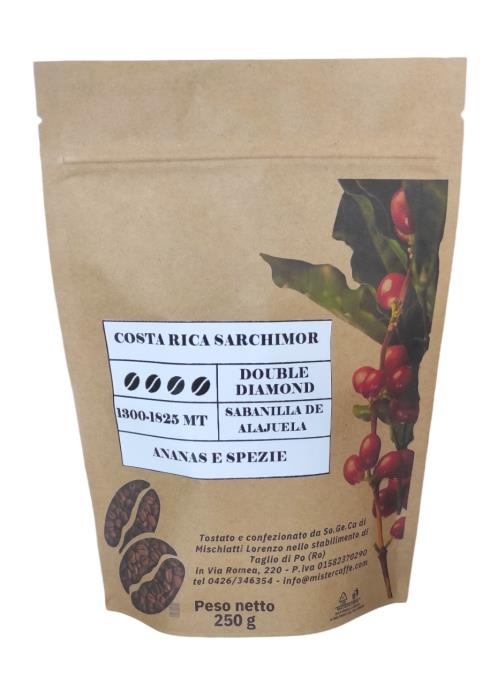 COSTA RICA SARCHIMOR
DOUBLE
DIAMOND
1300-1825 MT
SABANILLA DE
ALAJUELA
ANANAS E SPEZIE
Tostato e confezionato da So.Ge.Ca di
Mischiatti Lorenzo nello stabilimento di
Taglio di Po (Ro)
in Via Romea, 220 - P.iva 01582370290
tel 0426/346354 - info@mistercaffe.com
Peso netto
250 g